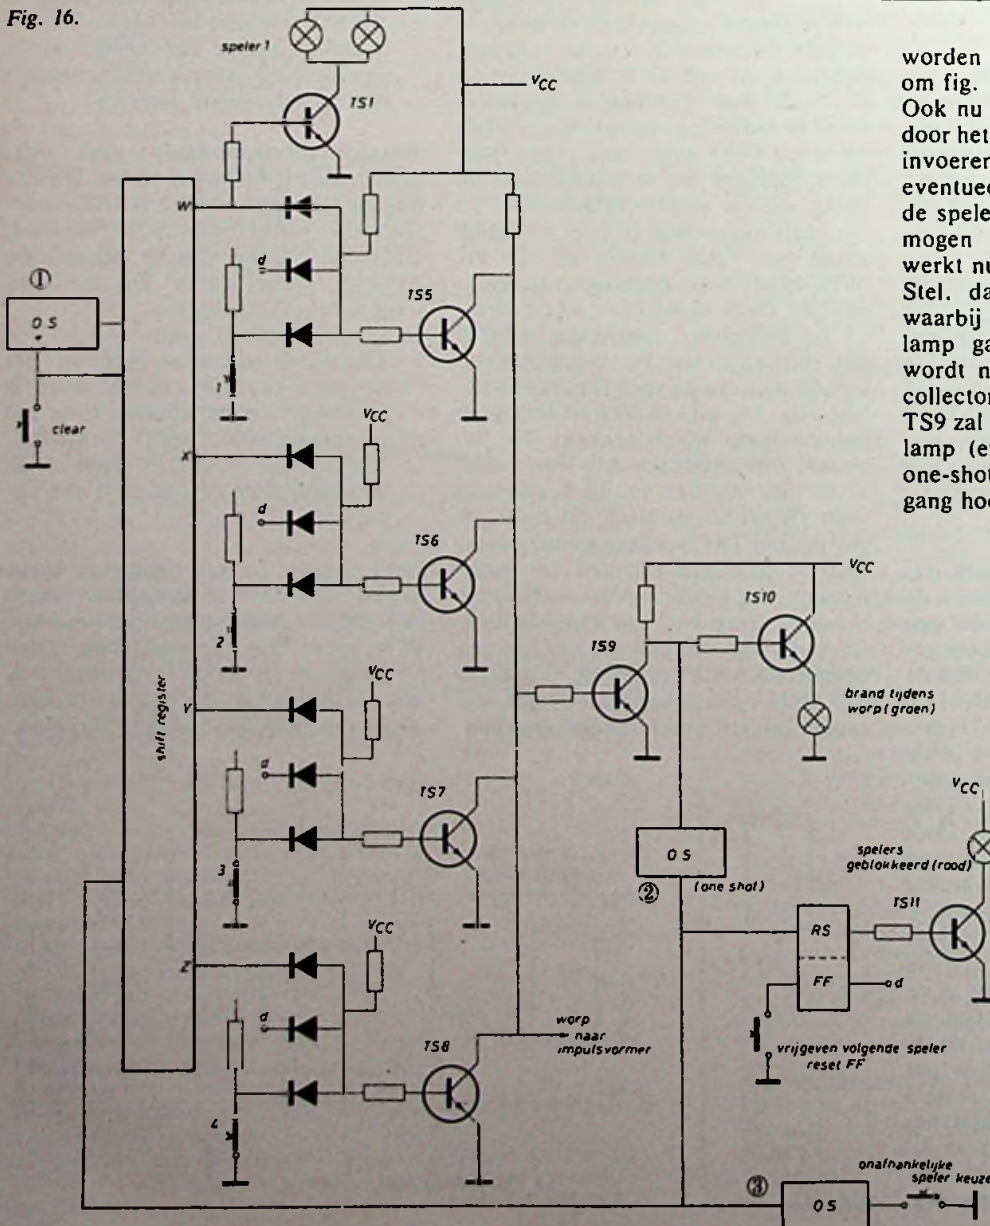 Fig. 16.
speler 1
TS1
VCC
W
①
OS
d
TS5
1
clear
VCC
X
d
TS6
2
shift register
VCC
TS10
TS9
brand tijdens
worp (groen)
VCC
Y
d
TS7
3
OS
②
(one shot)
VCC
spelers
geblokkeerd (rood)
TS11
RS
FF
d
VCC
Z
d
TS8
4
worp
naar
impulsvormer
vrijgeven volgende speler
reset FF
③
OS
onafhankelijke
speler keuze
worden
om fig.
Ook nu
door het
invoeren
eventuee
de spele
mogen
werkt nu
Stel. da
waarbij
lamp ga
wordt n
collector
TS9 zal
lamp (e
one-shot
gang hoo